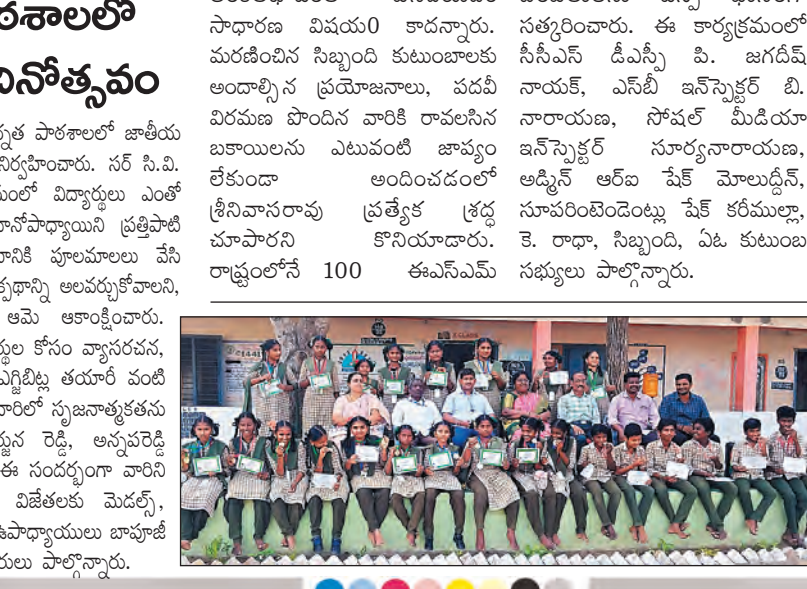 ఠశాలలో
వినోత్సవం
న్నత పాఠశాలలో జాతీయ
నిర్వహించారు. సర్ సి.వి.
మంలో విద్యార్థులు ఎంతో
ధానోపాధ్యాయిని ప్రత్తిపాటి
పూలమాలలు వేసి
క్పథాన్ని అలవర్చుకోవాలని,
ఆమె ఆకాంక్షించారు.
ర్థుల కోసం వ్యాసరచన,
ఎగ్జిబిట్ల తయారీ వంటి
వారిలో సృజనాత్మకతను
ర్జున రెడ్డి, అన్నపరెడ్డి
ఈ సందర్భంగా వారిని
విజేతలకు మెడల్స్,
ఉపాధ్యాయులు బాపూజీ
రులు పాల్గొన్నారు.
సాధారణ విషయ0 కాదన్నారు.
మరణించిన సిబ్బంది కుటుంబాలకు
అందాల్సిన ప్రయోజనాలు, పదవీ
విరమణ పొందిన వారికి రావలసిన
బకాయిలను ఎటువంటి జాప్యం
లేకుండా అందించడంలో
శ్రీనివాసరావు ప్రత్యేక శ్రద్ధ
చూపారని కొనియాడారు.
రాష్ట్రంలోనే 100 ఈఎస్ఎమ్
సత్కరించారు. ఈ కార్యక్రమంలో
సీసీఎస్ డీఎస్పీ పి. జగదీష్
నాయక్, ఎస్‌బీ ఇన్‌స్పెక్టర్ బి.
నారాయణ, సోషల్ మీడియా
ఇన్‌స్పెక్టర్ సూర్యనారాయణ,
అడ్మిన్ ఆర్ఐ షేక్ మోలుద్దీన్,
సూపరింటెండెంట్లు షేక్ కరీముల్లా,
కె. రాధా, సిబ్బంది, ఏఓ కుటుంబ
సభ్యులు పాల్గొన్నారు.